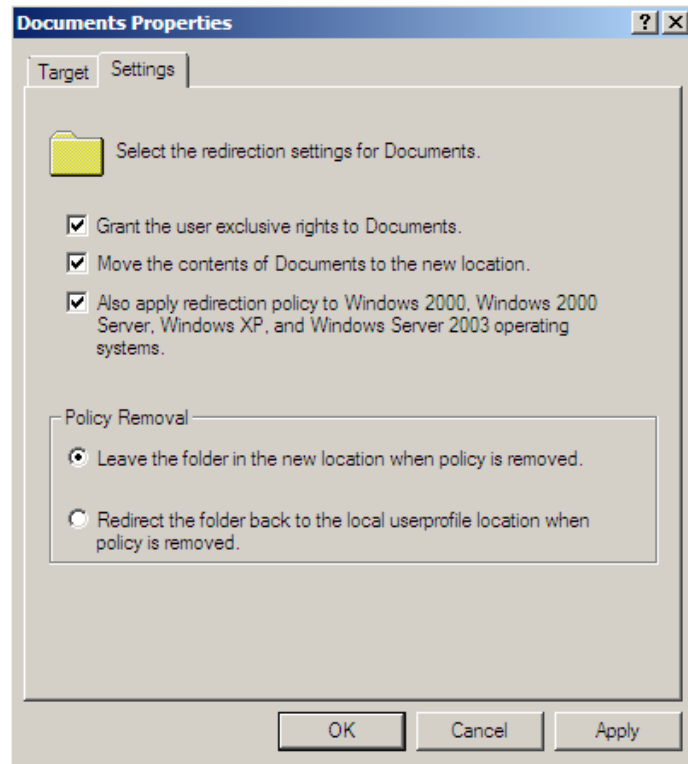 Documents Properties
Target
Settings
Select the redirection settings for Documents.
Grant the user exclusive rights to Documents.
Move the contents of Documents to the new location.
Also apply redirection policy to Windows 2000, Windows 2000
Server, Windows XP, and Windows Server 2003 operating
systems.
Policy Removal
Leave the folder in the new location when policy is removed.
Redirect the folder back to the local userprofile location when
policy is removed.
OK
Cancel
Apply